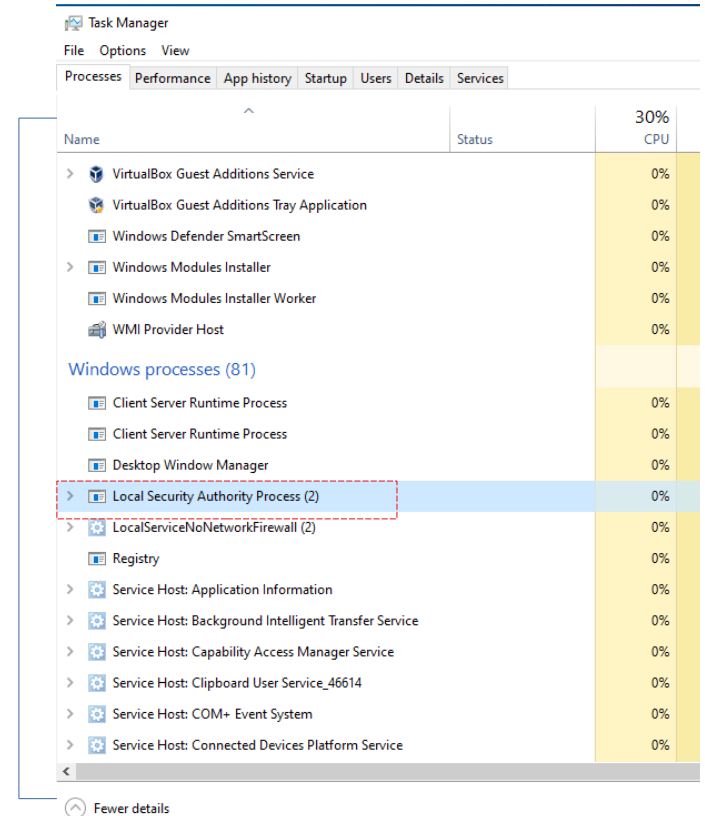 Task Manager
File Options View
Processes Performance App history Startup Users Details Services
30%
Name Status CPU
VirtualBox Guest Additions Service 0%
VirtualBox Guest Additions Tray Application 0%
Windows Defender SmartScreen 0%
Windows Modules Installer 0%
Windows Modules Installer Worker 0%
WMI Provider Host 0%
Windows processes (81)
Client Server Runtime Process 0%
Client Server Runtime Process 0%
Desktop Window Manager 0%
Local Security Authority Process (2) 0%
LocalServiceNoNetworkFirewall (2) 0%
Registry 0%
Service Host: Application Information 0%
Service Host: Background Intelligent Transfer Service 0%
Service Host: Capability Access Manager Service 0%
Service Host: Clipboard User Service_46614 0%
Service Host: COM+ Event System 0%
Service Host: Connected Devices Platform Service 0%
Fewer details